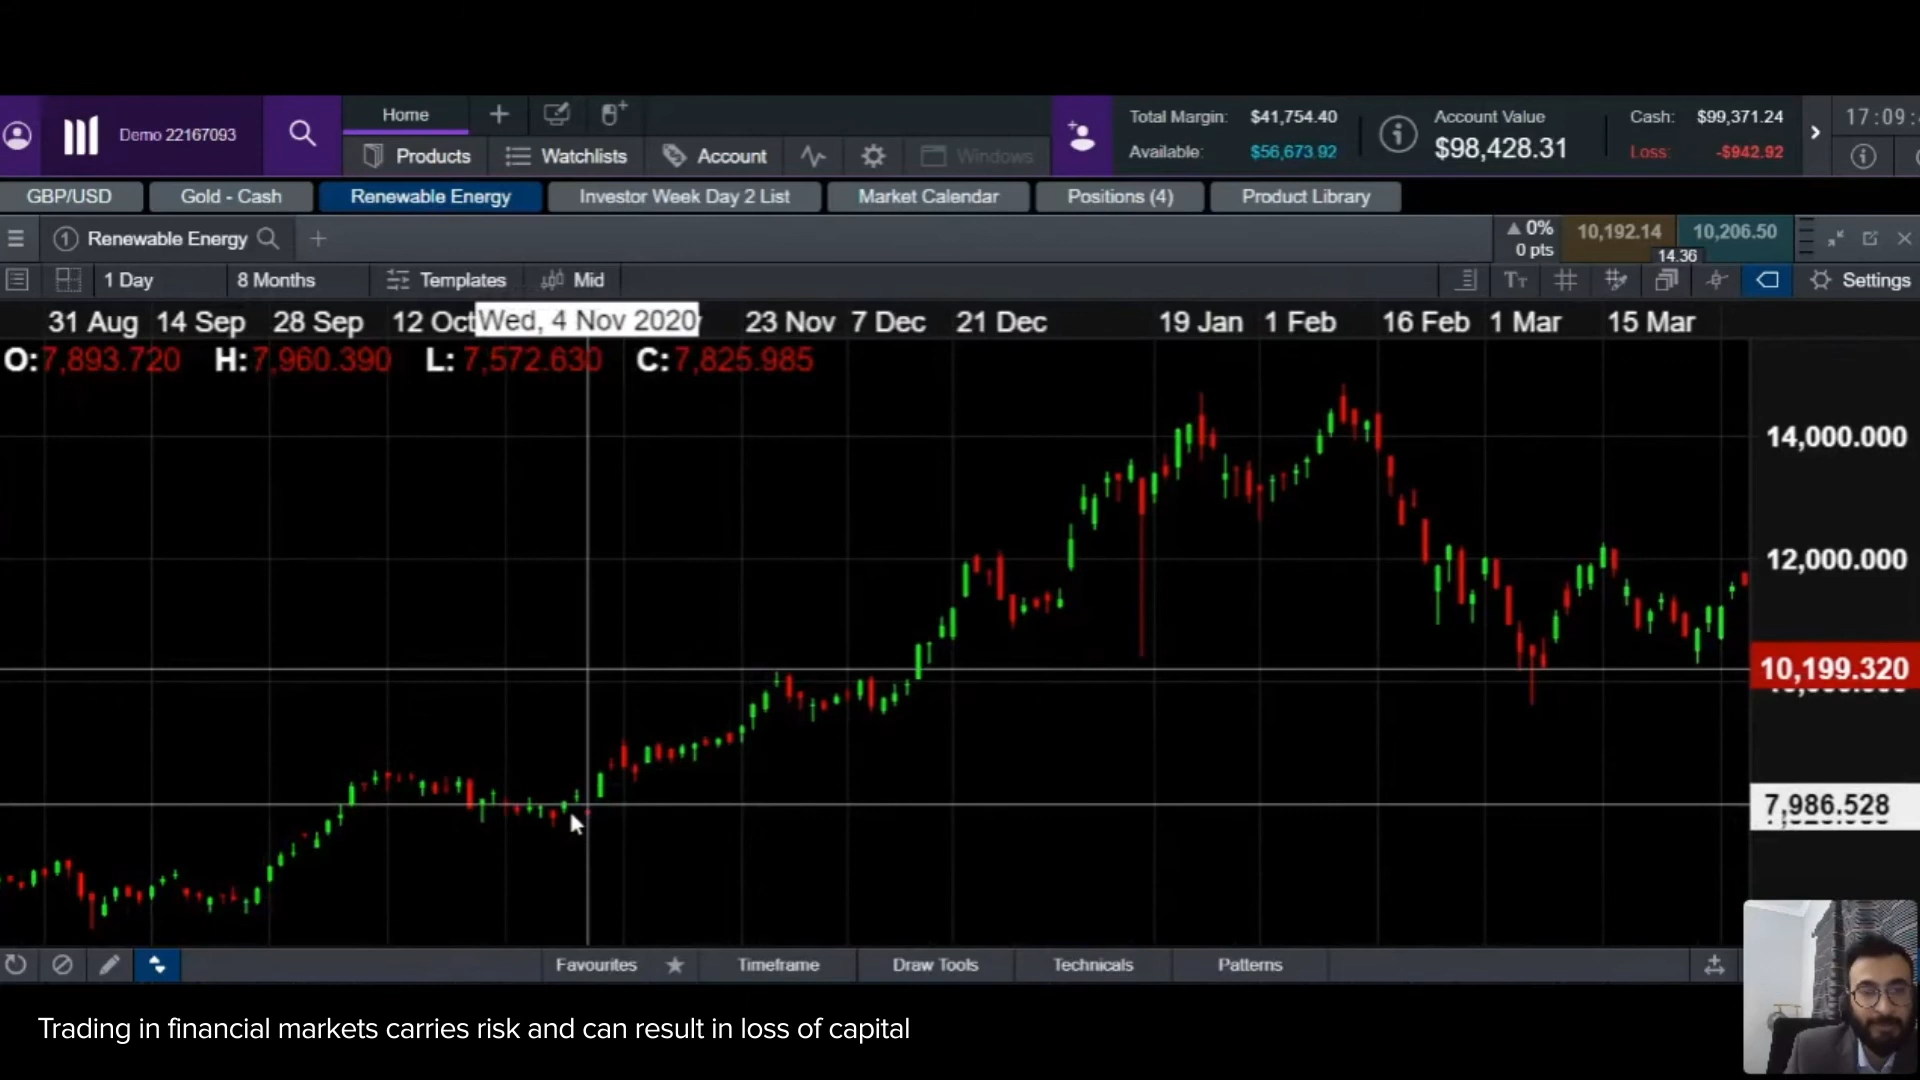 Demo 22167093
Home
Products
Watchlists
Account
Windows
Total Margin: $41,754.40
Available: $56,673.92
Account Value
$98,428.31
Cash: $99,371.24
Loss: -$942.92
17:09:
GBP/USD
Gold - Cash
Renewable Energy
Investor Week Day 2 List
Market Calendar
Positions (4)
Product Library
1 Renewable Energy
0%
0 pts
10,192.14
10,206.50
14.36
1 Day
8 Months
Templates
Mid
Settings
31 Aug 14 Sep 28 Sep 12 Oct Wed, 4 Nov 2020 23 Nov 7 Dec 21 Dec 19 Jan 1 Feb 16 Feb 1 Mar 15 Mar
O:7,893.720 H:7,960.390 L: 7,572.630 C:7,825.985
14,000.000
12,000.000
10,199.320
7,986.528
Favourites
Timeframe
Draw Tools
Technicals
Patterns
Trading in financial markets carries risk and can result in loss of capital